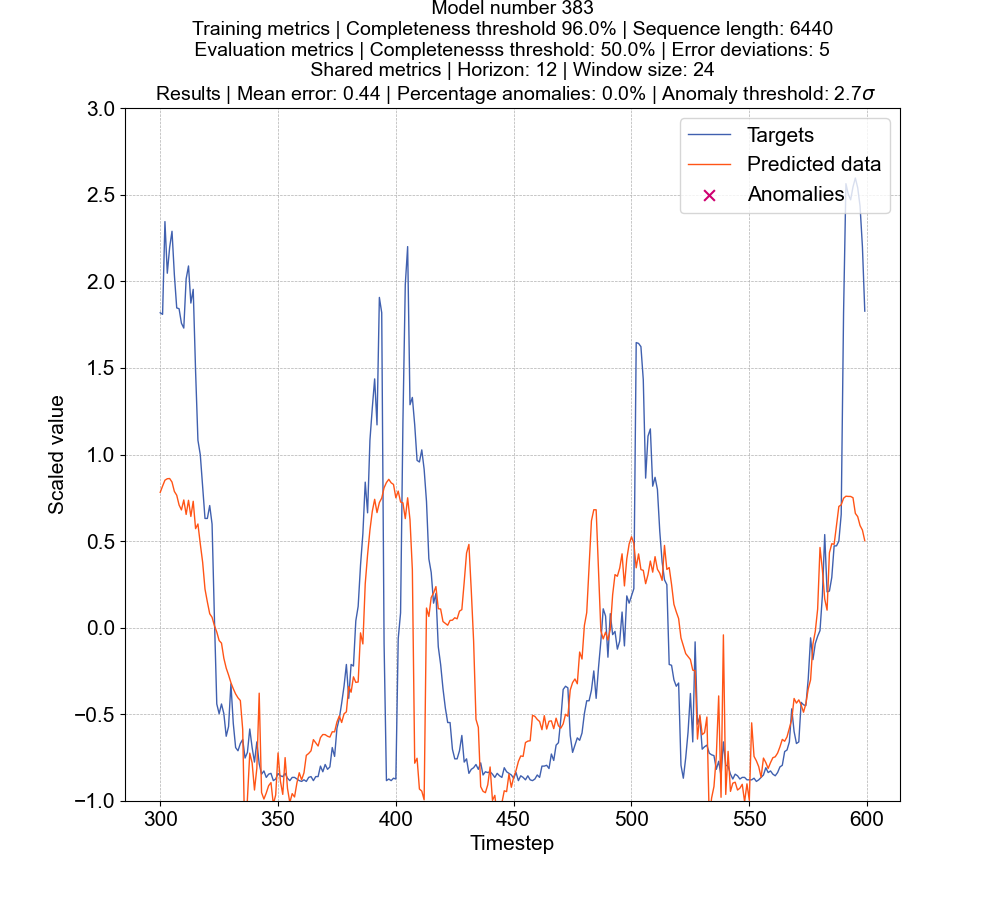 Model number 383
Training metrics | Completeness threshold 96.0% | Sequence length: 6440
Evaluation metrics | Completenesss threshold: 50.0% | Error deviations: 5
Shared metrics | Horizon: 12 | Window size: 24
Results | Mean error: 0.44 | Percentage anomalies: 0.0% | Anomaly threshold: 2.7σ
Targets
Predicted data
Anomalies
Scaled value
3.0
2.5
2.0
1.5
1.0
0.5
0.0
−0.5
−1.0
300
350
400
450
500
550
600
Timestep